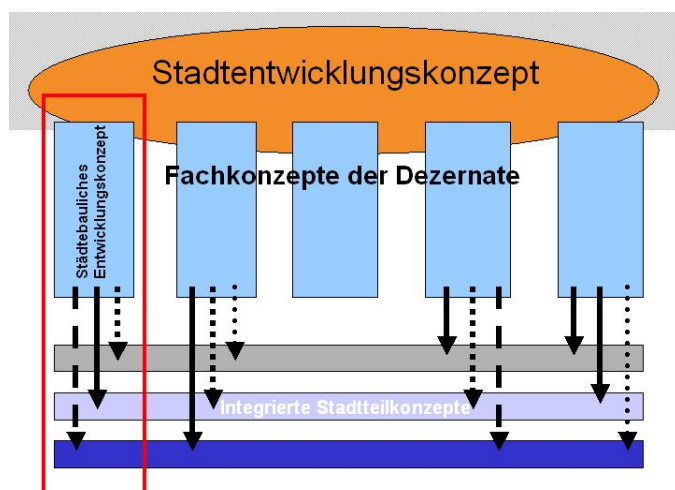 Stadtentwicklungskonzept
Städtebauliches
Entwicklungskonzept
Fachkonzepte der Dezernate
Integrierte Stadtteilkonzepte